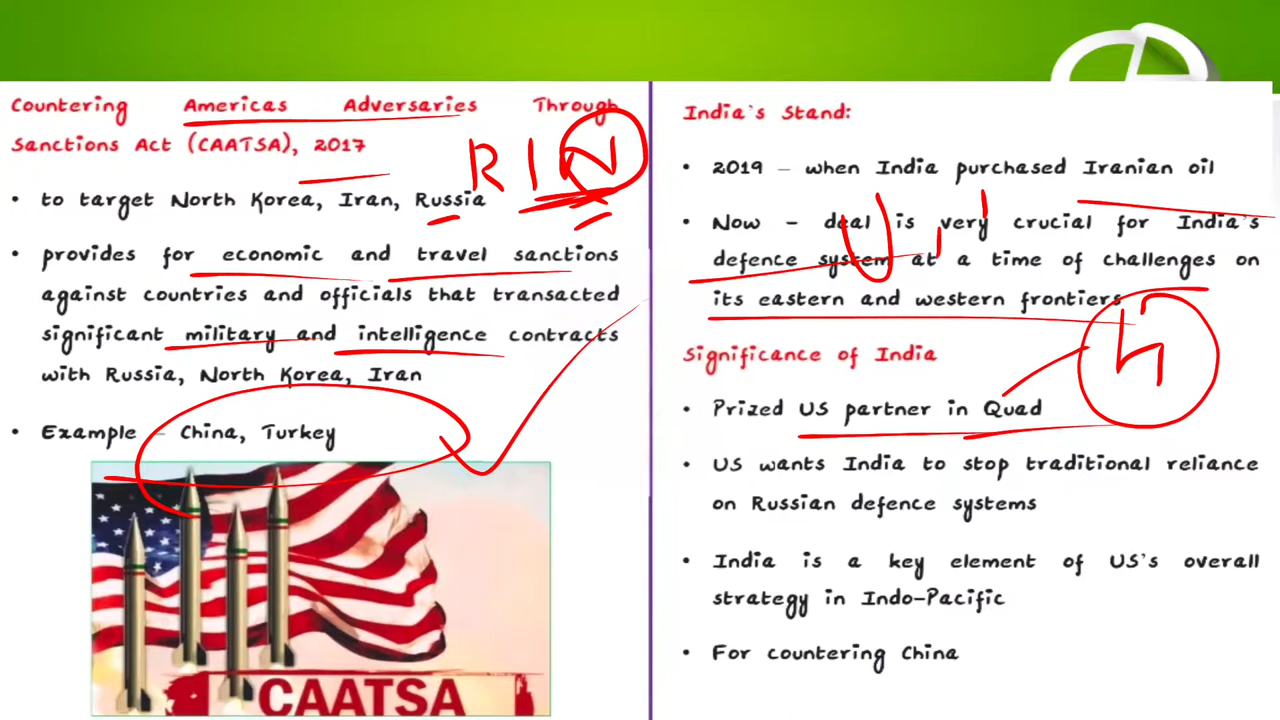 Countering Americas Adversaries Through
Sanctions Act (CAATSA), 2017
RIN
• to target North Korea, Iran, Russia
• provides for economic and travel sanctions
against countries and officials that transacted
significant military and intelligence contracts
with Russia, North Korea, Iran
• Example – China, Turkey
CAATSA
India's Stand:
• 2019 – when India purchased Iranian oil
• Now – deal is very crucial for India's
defence system at a time of challenges on
its eastern and western frontiers
Significance of India
• Prized US partner in Quad
• US wants India to stop traditional reliance
on Russian defence systems
• India is a key element of US's overall
strategy in Indo-Pacific
• For countering China